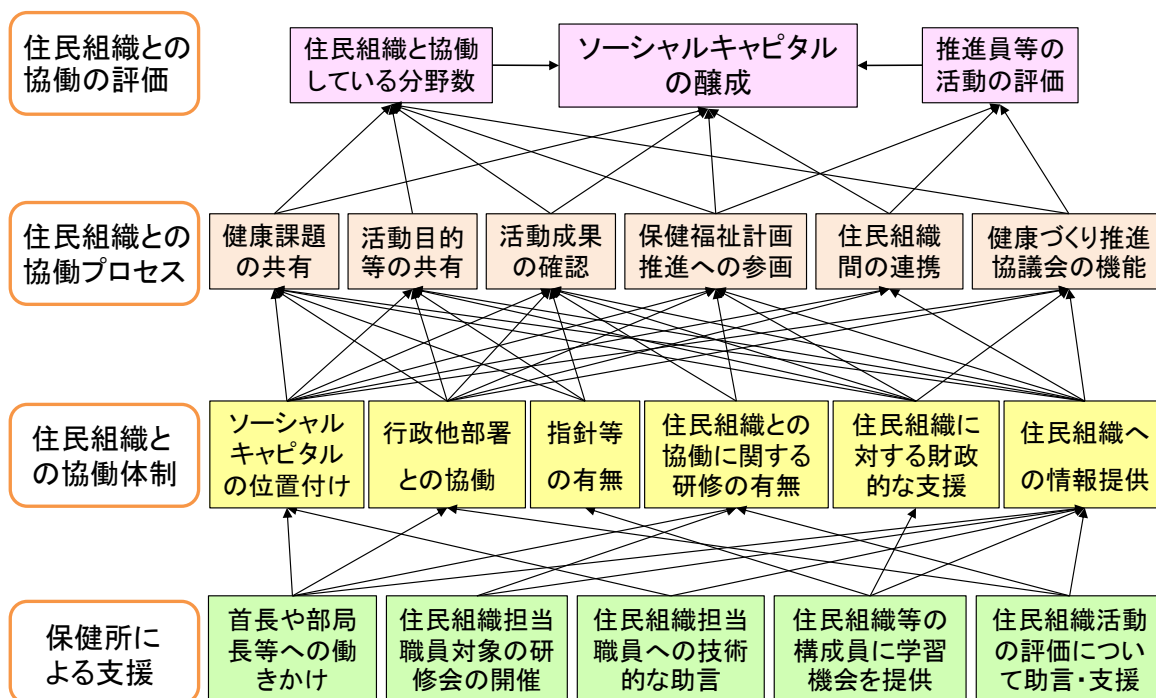 住民組織との
協働の評価
住民組織と協働
している分野数
ソーシャルキャピタル
の醸成
推進員等の
活動の評価
住民組織との
協働プロセス
健康課題
の共有
活動目的
等の共有
活動成果
の確認
保健福祉計画
推進への参画
住民組織
間の連携
健康づくり推進
協議会の機能
住民組織と
の協働体制
ソーシャル
キャピタル
の位置付け
行政他部署
との協働
指針等
の有無
住民組織との
協働に関する
研修の有無
住民組織に
対する財政
的な支援
住民組織へ
の情報提供
保健所に
よる支援
首長や部局
長等への働
きかけ
住民組織担当
職員対象の研
修会の開催
住民組織担当
職員への技術
的な助言
住民組織等の
構成員に学習
機会を提供
住民組織活動
の評価につい
て助言・支援